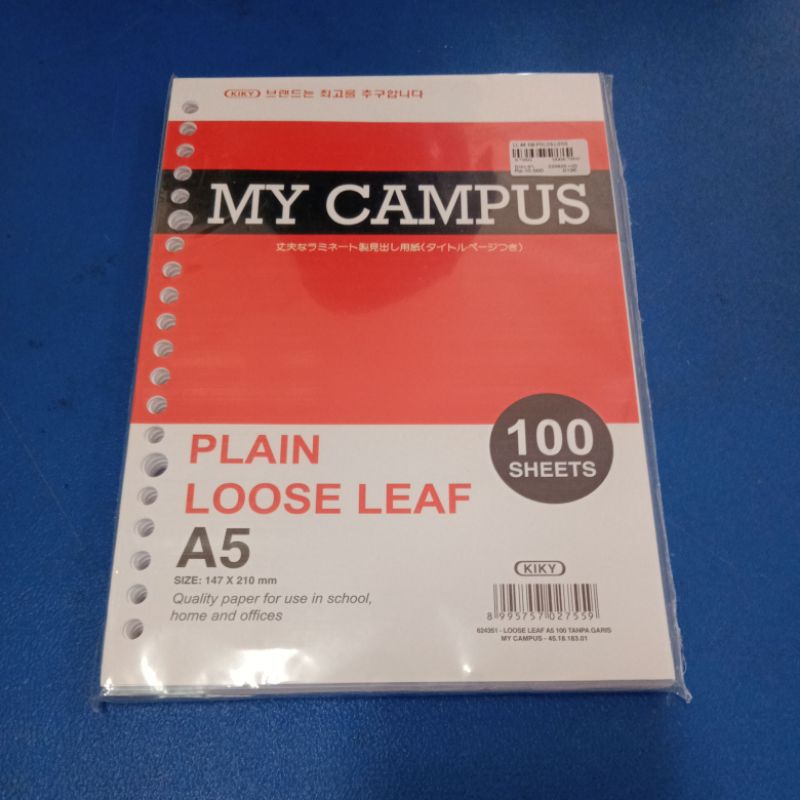 KIKY 브랜드는 최고를 추구합니다
MY CAMPUS
丈夫なラミネート製見出し用紙(タイトルページつき)
PLAIN
LOOSE LEAF
A5
SIZE: 147 X 210 mm
Quality paper for use in school,
home and offices
100
SHEETS
KIKY
8 995757 027559
624351 - LOOSE LEAF A5 100 TANPA GARIS
MY CAMPUS - 45.18.183.01